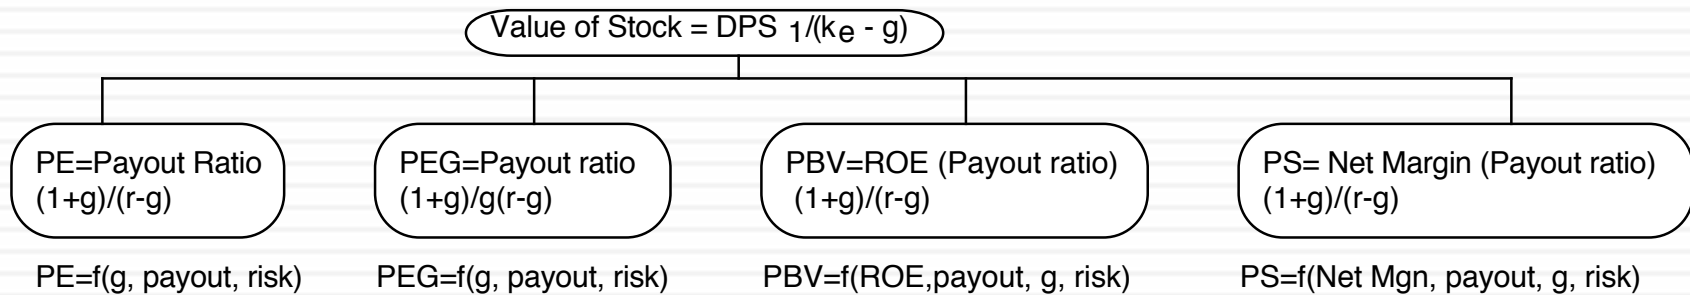 Value of Stock = DPS 1/(ke - g)
PE=Payout Ratio
(1+g)/(r-g)
PEG=Payout ratio
(1+g)/g(r-g)
PBV=ROE (Payout ratio)
(1+g)/(r-g)
PS= Net Margin (Payout ratio)
(1+g)/(r-g)
PE=f(g, payout, risk)
PEG=f(g, payout, risk)
PBV=f(ROE,payout, g, risk)
PS=f(Net Mgn, payout, g, risk)